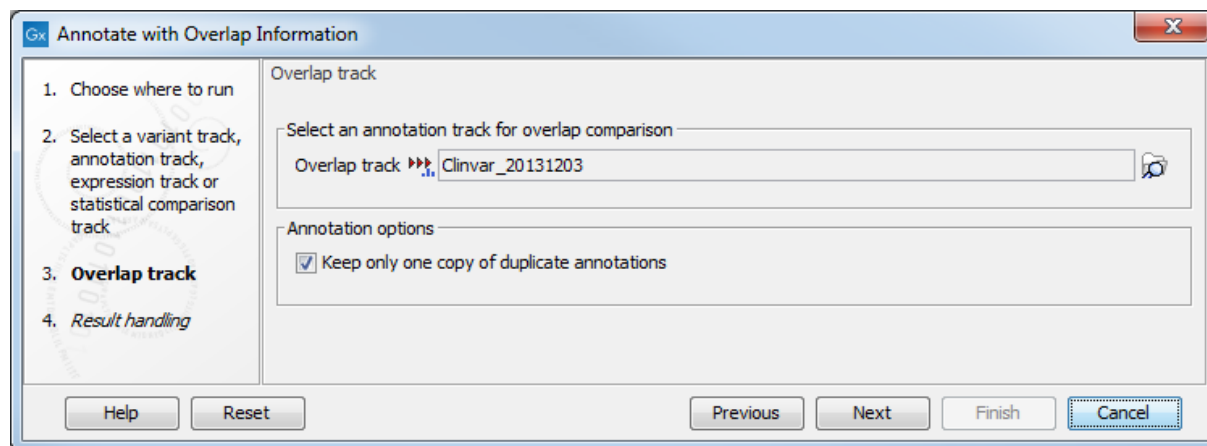 Gx Annotate with Overlap Information
X
1. Choose where to run
2. Select a variant track,
annotation track,
expression track or
statistical comparison
track
3. Overlap track
4. Result handling
Overlap track
Select an annotation track for overlap comparison
Overlap track Clinvar_20131203
Annotation options
Keep only one copy of duplicate annotations
Help Reset Previous Next Finish Cancel